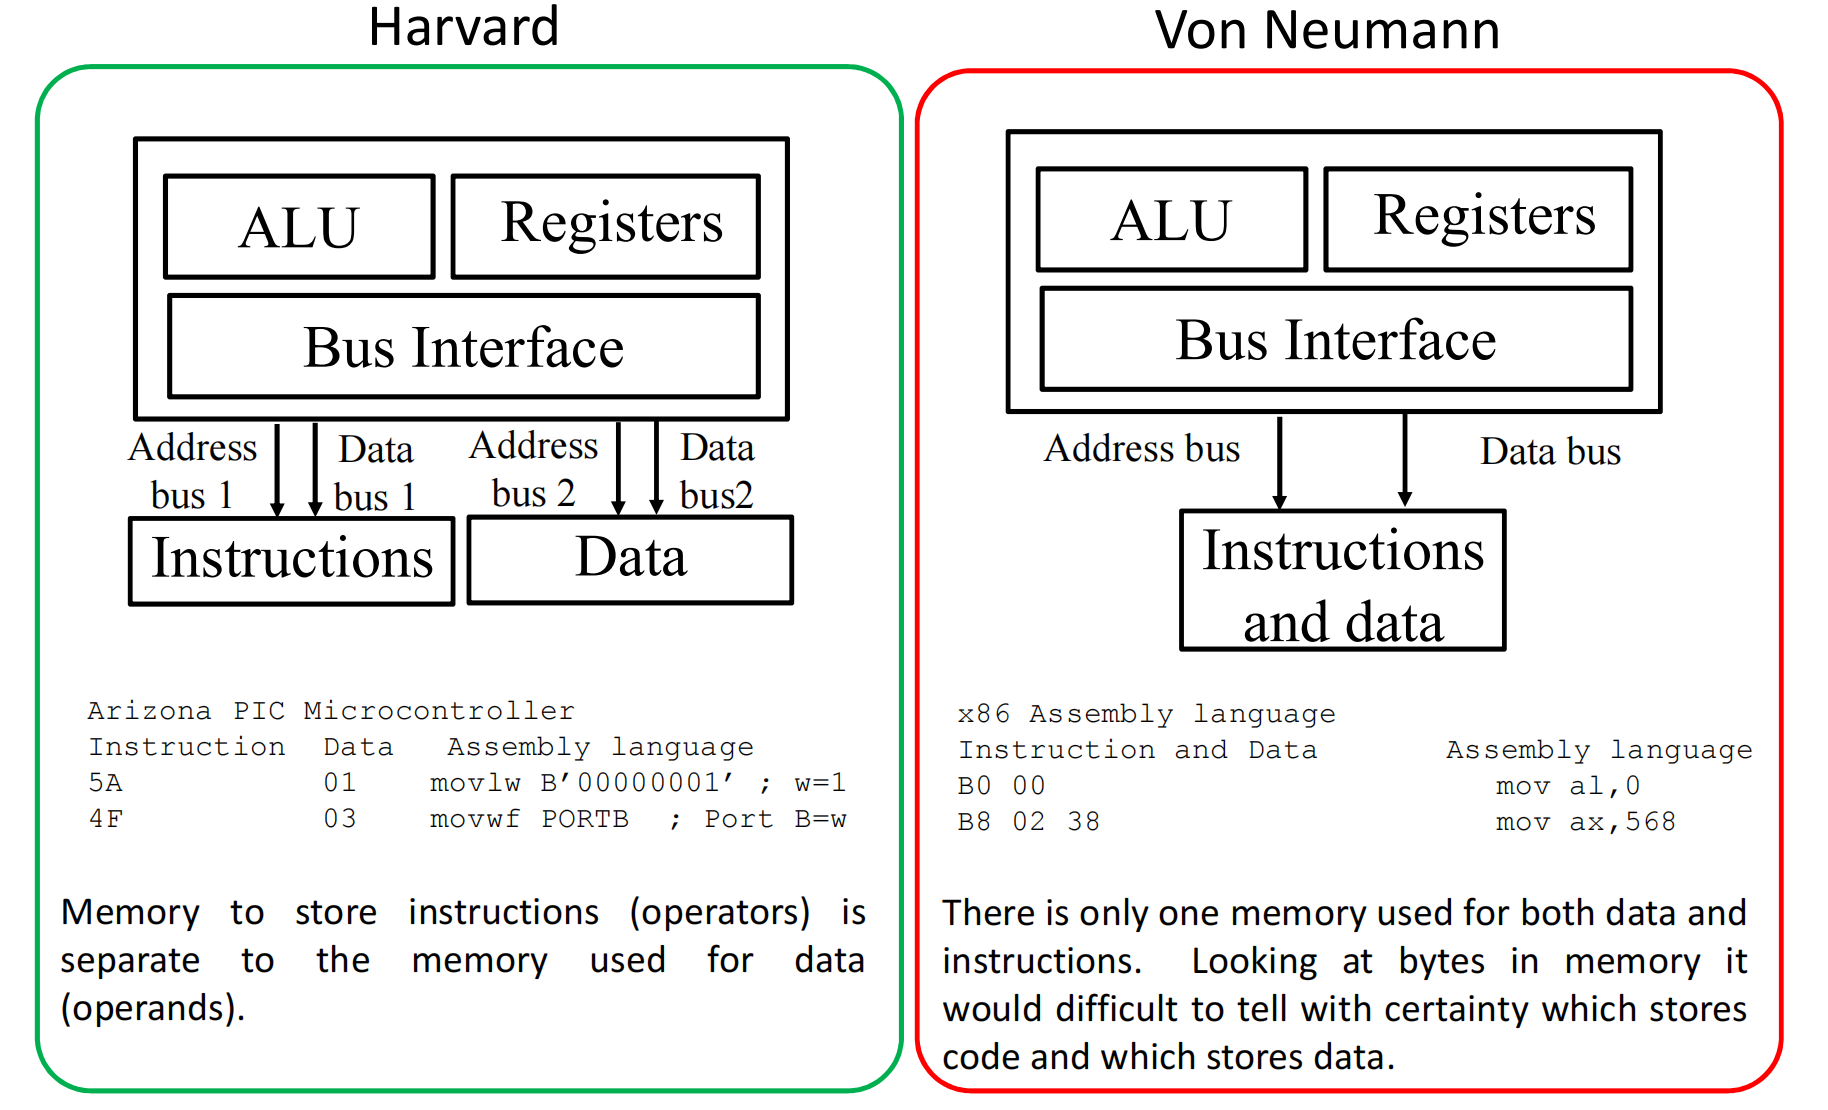 Harvard
ALU
Registers
Bus Interface
Address
bus 1
Data
bus 1
Address
bus 2
Data
bus2
Instructions
Data
Arizona PIC Microcontroller
Instruction Data Assembly language
5A 01 movlw B’00000001’ ; w=1
4F 03 movwf PORTB ; Port B=w
Memory to store instructions (operators) is
separate to the memory used for data
(operands).
Von Neumann
ALU
Registers
Bus Interface
Address bus
Data bus
Instructions
and data
x86 Assembly language
Instruction and Data Assembly language
B0 00 mov al,0
B8 02 38 mov ax,568
There is only one memory used for both data and
instructions. Looking at bytes in memory it
would difficult to tell with certainty which stores
code and which stores data.